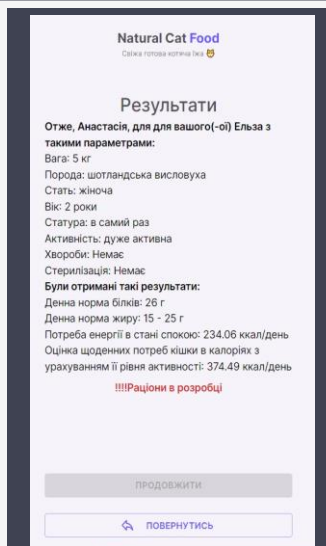 Natural Cat Food
Свіжа готова котяча їжа 🐱
Результати
Отже, Анастасія, для для вашого(-ої) Ельза з
такими параметрами:
Вага: 5 кг
Порода: шотландська висловуха
Стать: жіноча
Вік: 2 роки
Статура: в самий раз
Активність: дуже активна
Хвороби: Немає
Стерилізація: Немає
Були отримані такі результати:
Денна норма білків: 26 г
Денна норма жиру: 15 - 25 г
Потреба енергії в стані спокою: 234.06 ккал/день
Оцінка щоденних потреб кішки в калоріях з
урахуванням її рівня активності: 374.49 ккал/день
!!!!Раціони в розробці
ПРОДОВЖИТИ
ПОВЕРНУТИСЬ